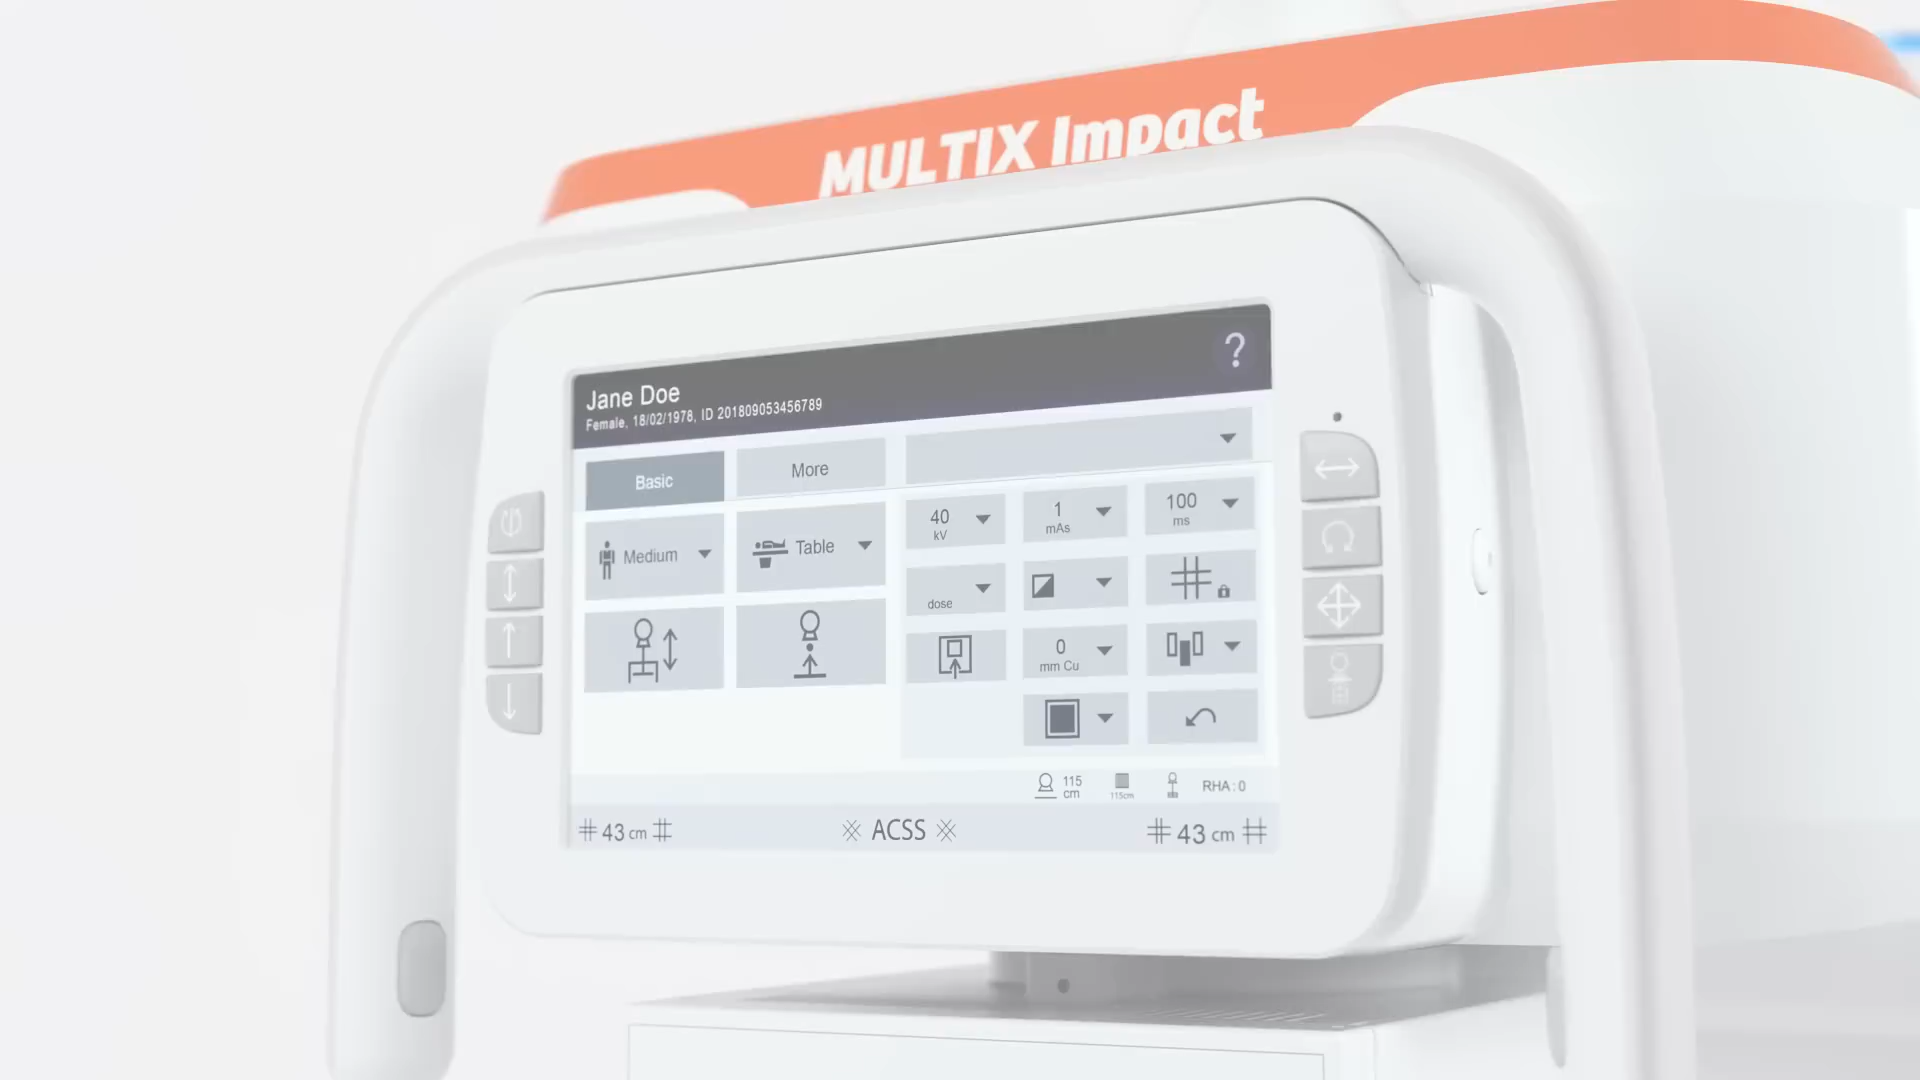 MULTIX Impact
?
Jane Doe
Female, 18/02/1978, ID 201809053456789
Basic
More
Medium
Table
40
kV
1
mAs
100
ms
dose
0
mm Cu
115
cm
115cm
RHA : 0
43 cm
ACSS
43 cm